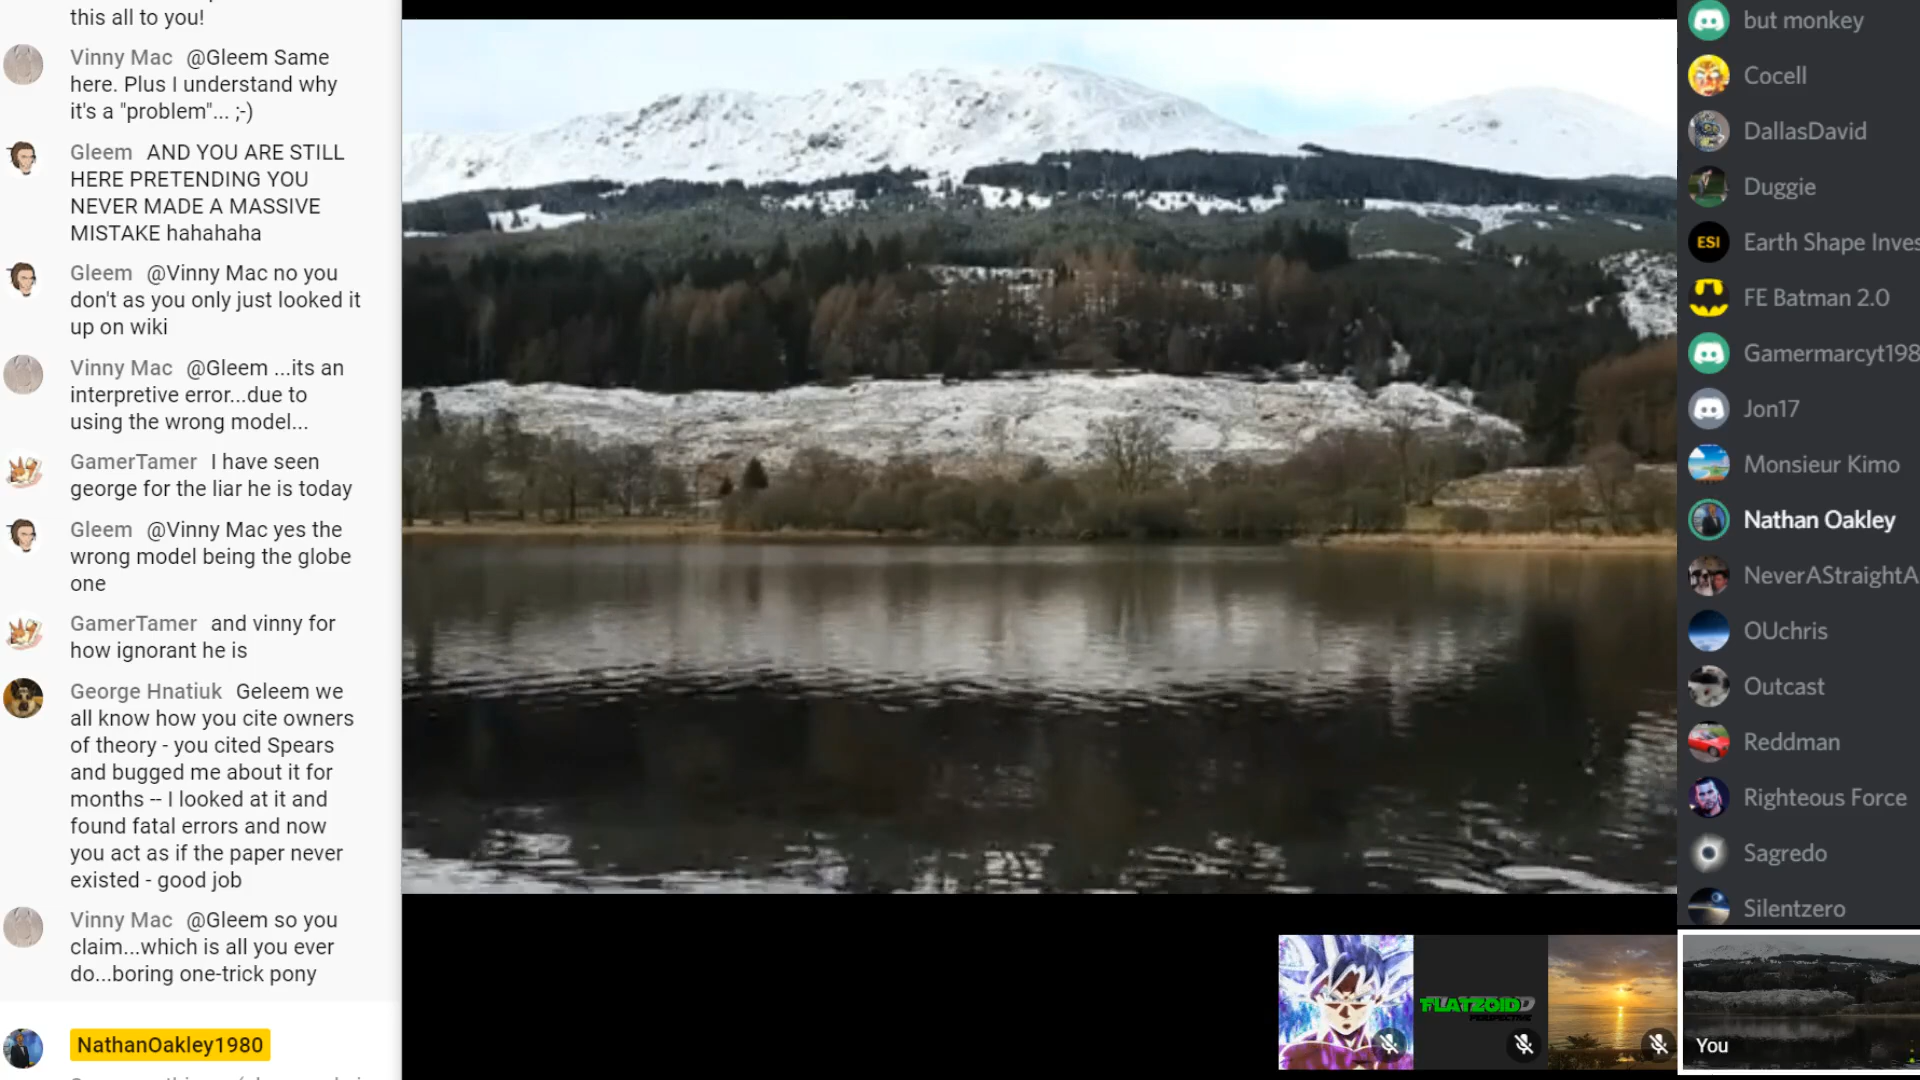 this all to you!
Vinny Mac @Gleem Same
here. Plus I understand why
it's a "problem"... ;-)
Gleem AND YOU ARE STILL
HERE PRETENDING YOU
NEVER MADE A MASSIVE
MISTAKE hahahaha
Gleem @Vinny Mac no you
don't as you only just looked it
up on wiki
Vinny Mac @Gleem ...its an
interpretive error...due to
using the wrong model...
GamerTamer I have seen
george for the liar he is today
Gleem @Vinny Mac yes the
wrong model being the globe
one
GamerTamer and vinny for
how ignorant he is
George Hnatiuk Geleem we
all know how you cite owners
of theory - you cited Spears
and bugged me about it for
months -- I looked at it and
found fatal errors and now
you act as if the paper never
existed - good job
Vinny Mac @Gleem so you
claim...which is all you ever
do...boring one-trick pony
NathanOakley1980
FLATZOID
PERSPECTIVE
You
but monkey
Cocell
DallasDavid
Duggie
ESI
Earth Shape Inves
FE Batman 2.0
Gamermarcyt198
Jon17
Monsieur Kimo
Nathan Oakley
NeverAStraightA
OUchris
Outcast
Reddman
Righteous Force
Sagredo
Silentzero